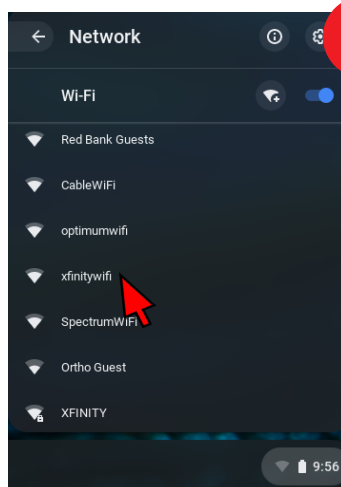 Network
Wi-Fi
Red Bank Guests
CableWiFi
optimumwifi
xfinitywifi
SpectrumWiFi
Ortho Guest
XFINITY
9:56